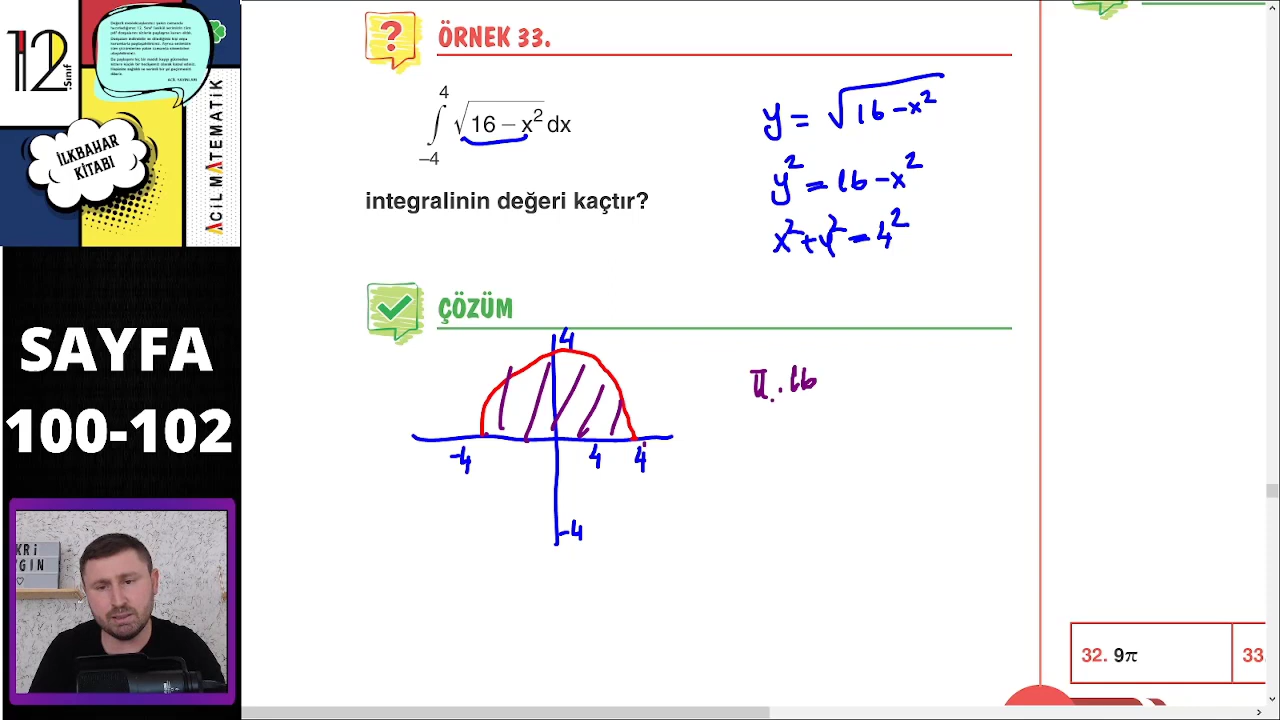 12
.Sınıf
İLKBAHAR
KİTABI
ACİL MATEMATİK
SAYFA
100-102
?
ÖRNEK 33.
4
∫ √16 – x² dx
–4
integralinin değeri kaçtır?
y = √16-x²
y² = 16-x²
x²+y²=4²
ÇÖZÜM
4
-4
4
4
-4
π.16
32. 9π
33.